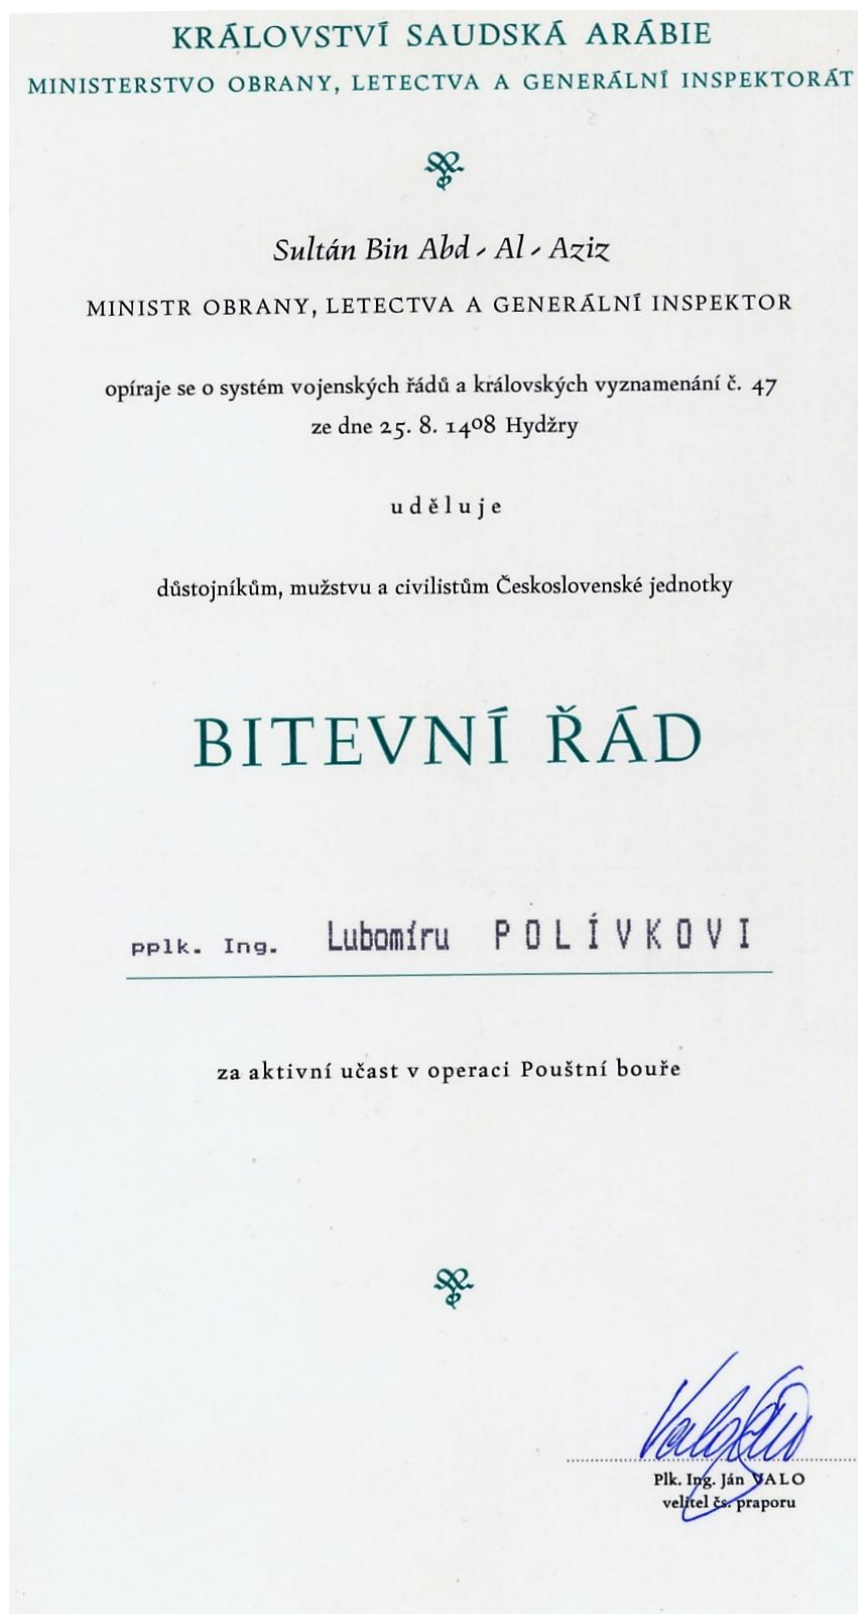 KRÁLOVSTVÍ SAUDSKÁ ARÁBIE
MINISTERSTVO OBRANY, LETECTVA A GENERÁLNÍ INSPEKTORÁT
Sultán Bin Abd - Al - Aziz
MINISTR OBRANY, LETECTVA A GENERÁLNÍ INSPEKTOR
opíraje se o systém vojenských řádů a královských vyznamenání č. 47
ze dne 25. 8. 1408 Hydžry
uděluje
důstojníkům, mužstvu a civilistům Československé jednotky
BITEVNÍ ŘÁD
pplk. Ing. Lubomíru POLÍVKOVI
za aktivní učast v operaci Pouštní bouře
Plk. Ing. Ján VALO
velitel čs. praporu